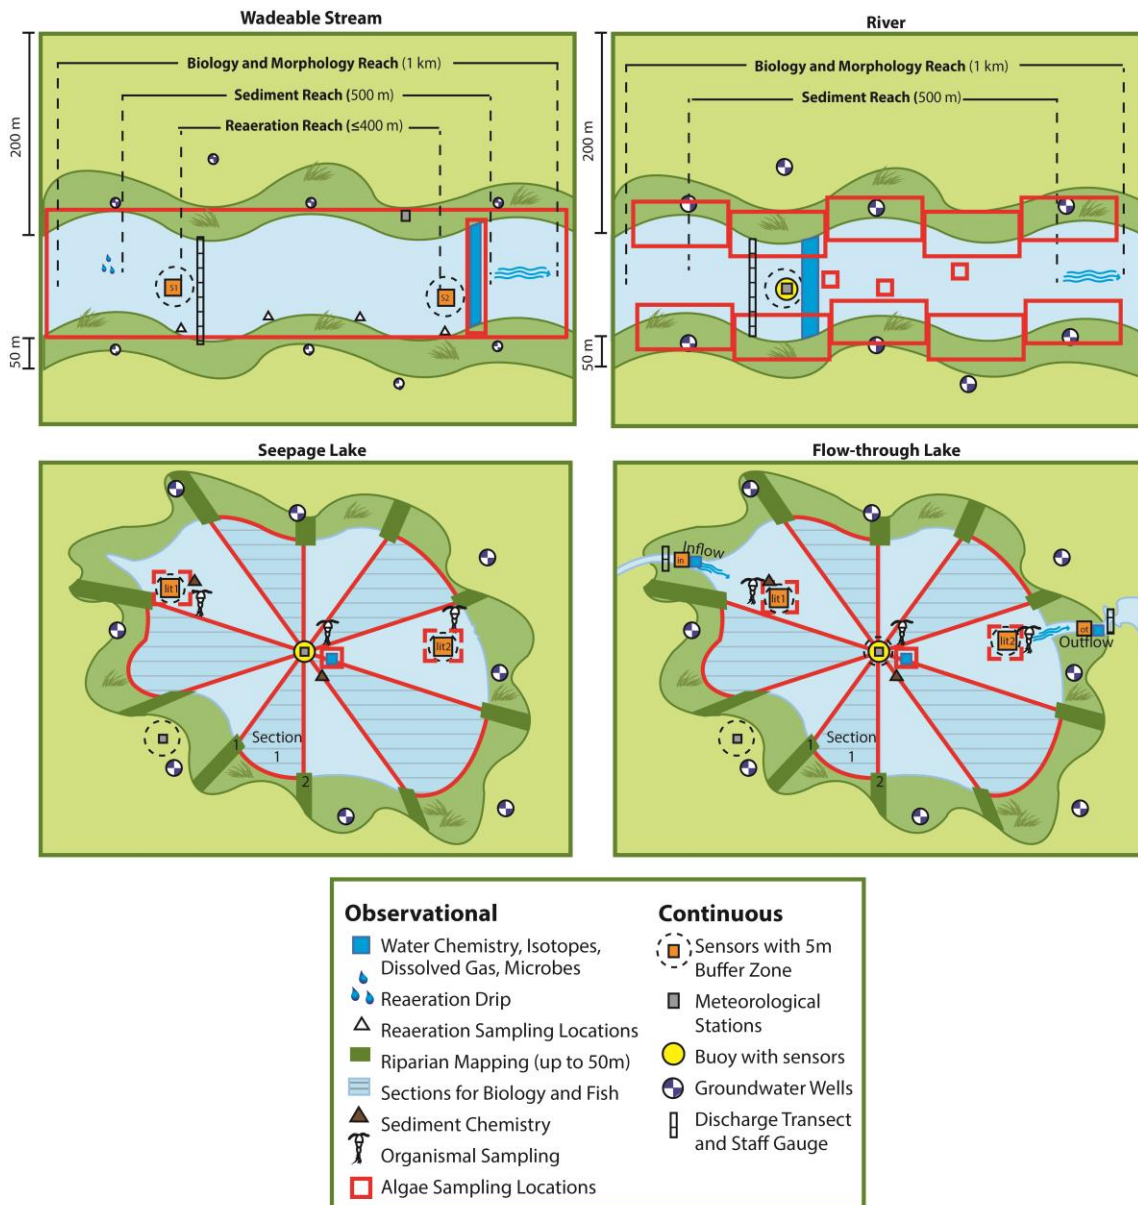 Wadeable Stream
Biology and Morphology Reach (1 km)
Sediment Reach (500 m)
Reaeration Reach (≤400 m)
200 m
50 m
S1
S2
River
Biology and Morphology Reach (1 km)
Sediment Reach (500 m)
200 m
50 m
Seepage Lake
lit1
lit2
Section
1
1
2
Flow-through Lake
Inflow
in
lit1
lit2
ot
Outflow
Section
1
1
2
Observational
Water Chemistry, Isotopes,
Dissolved Gas, Microbes
Reaeration Drip
Reaeration Sampling Locations
Riparian Mapping (up to 50m)
Sections for Biology and Fish
Sediment Chemistry
Organismal Sampling
Algae Sampling Locations
Continuous
Sensors with 5m
Buffer Zone
Meteorological
Stations
Buoy with sensors
Groundwater Wells
Discharge Transect
and Staff Gauge